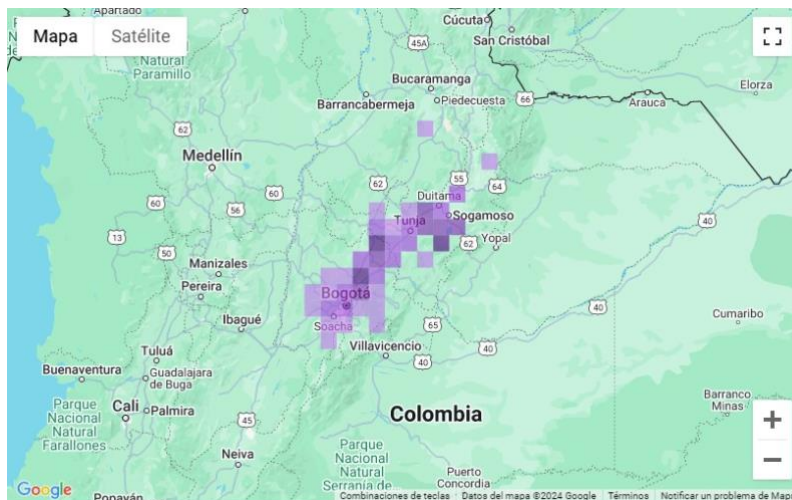 Mapa
Satélite
Apartadó
Natural
Paramillo
Cúcuta
San Cristóbal
45A
Bucaramanga
Piedecuesta
Barrancabermeja
66
Arauca
Elorza
62
Medellín
60
62
55
64
60
56
Duitama
Sogamoso
Tunja
13
50
62
Yopal
40
Manizales
Pereira
Bogotá
Ibagué
Soacha
65
40
Cumaribo
Tuluá
Villavicencio
40
40
Buenaventura
Guadalajara
de Buga
Cali
Palmira
Parque
Nacional
Natural
Farallones
45
Colombia
Barranco
Minas
Neiva
Parque
Nacional
Natural
Serranía de
Puerto
Concordia
Popayán
Google
Combinaciones de teclas
Datos del mapa ©2024 Google
Términos
Notificar un problema de Map